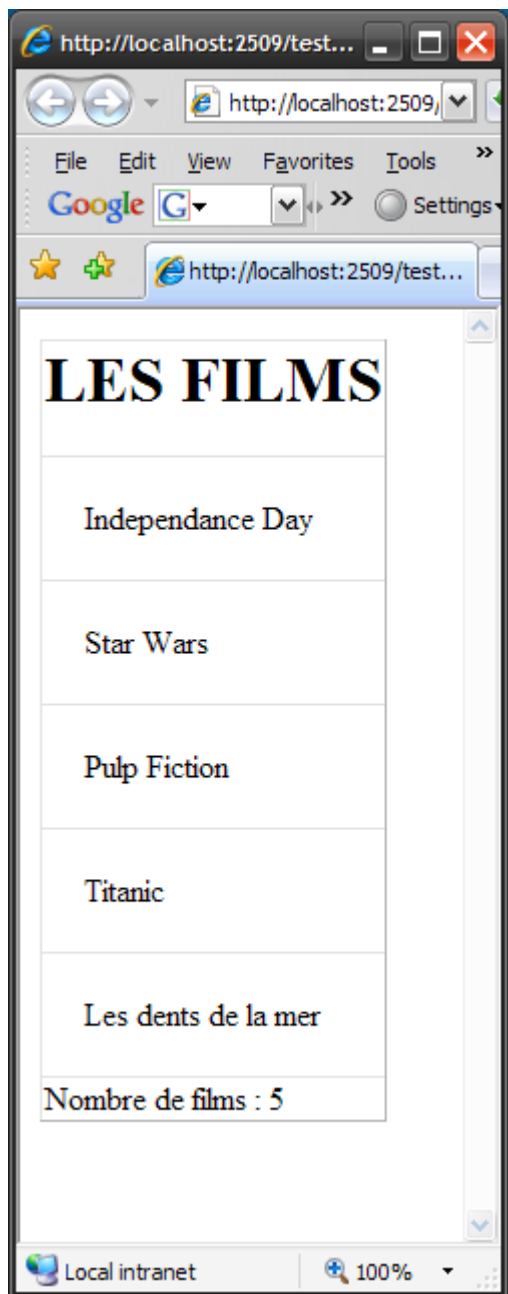 http://localhost:2509/test...
http://localhost:2509/
File Edit View Favorites Tools »
Google G » Settings
http://localhost:2509/test...
LES FILMS
Independance Day
Star Wars
Pulp Fiction
Titanic
Les dents de la mer
Nombre de films : 5
Local intranet 100%